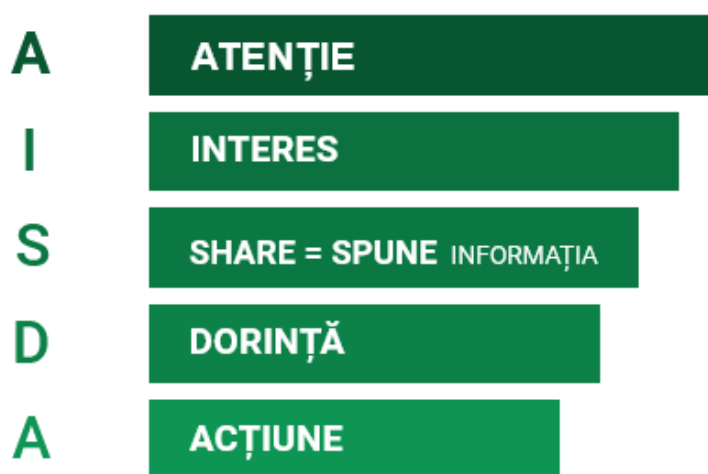 A ATENȚIE
I INTERES
S SHARE = SPUNE INFORMAȚIA
D DORINȚĂ
A ACȚIUNE